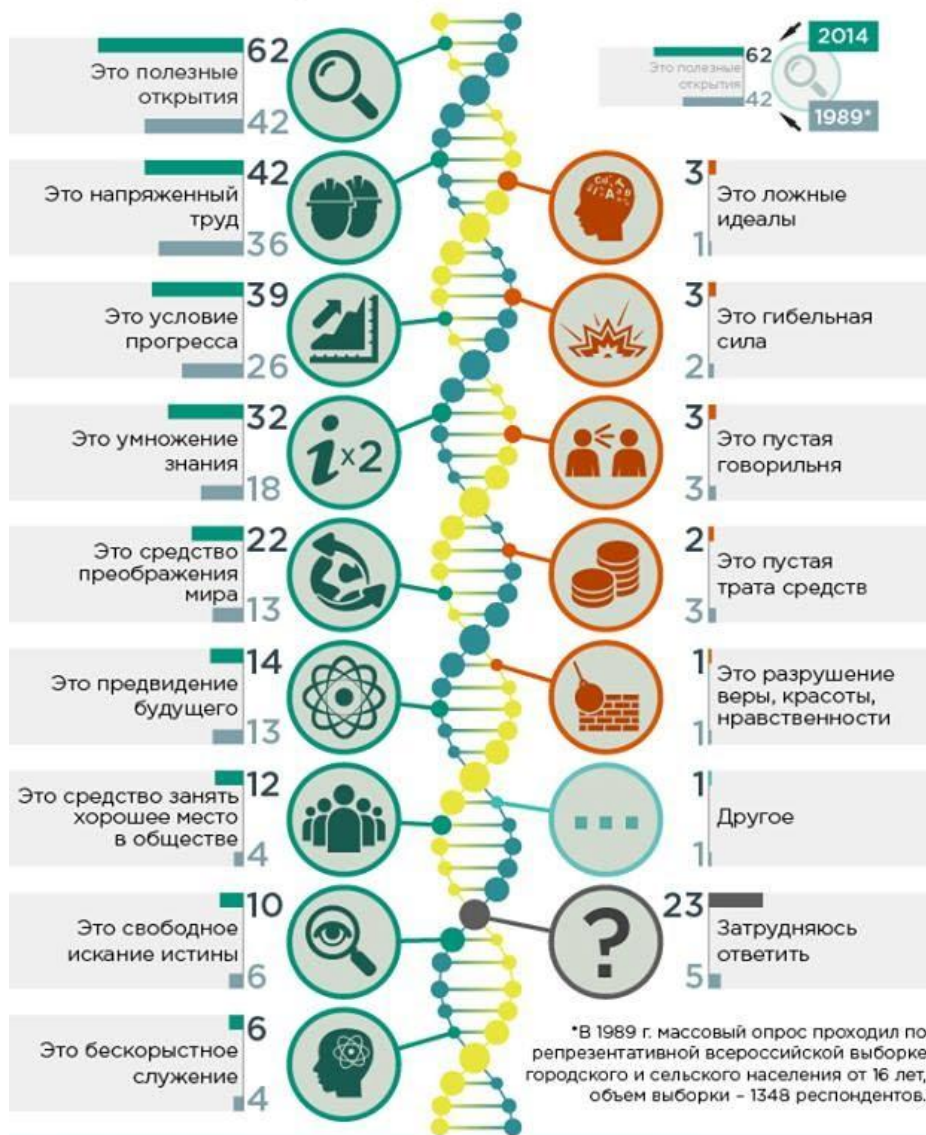 62
Это полезные
открытия
42
62
Это полезные
открытия
42
2014
1989*
42
Это напряженный
труд
36
3
Это ложные
идеалы
1
39
Это условие
прогресса
26
3
Это гибельная
сила
2
32
Это умножение
знания
18
i x2
3
Это пустая
говорильня
3
22
Это средство
преображения
мира
13
2
Это пустая
трата средств
3
14
Это предвидение
будущего
13
1
Это разрушение
веры, красоты,
нравственности
1
12
Это средство занять
хорошее место
в обществе
4
...
1
Другое
1
10
Это свободное
искание истины
6
?
23
Затрудняюсь
ответить
5
6
Это бескорыстное
служение
4
*В 1989 г. массовый опрос проходил по
репрезентативной всероссийской выборке
городского и сельского населения от 16 лет,
объем выборки – 1348 респондентов.